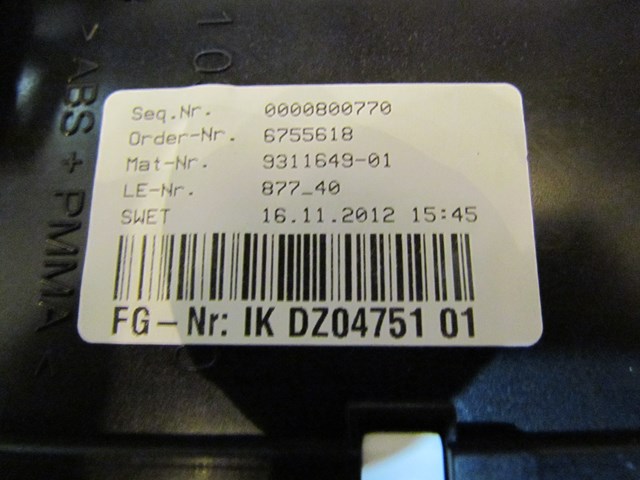 Seq.Nr. 0000800770
Order-Nr. 6755618
Mat-Nr. 9311649-01
LE-Nr. 877_40
SWET 16.11.2012 15:45
FG-Nr: IK DZ04751 01
>ABS + PMMA<